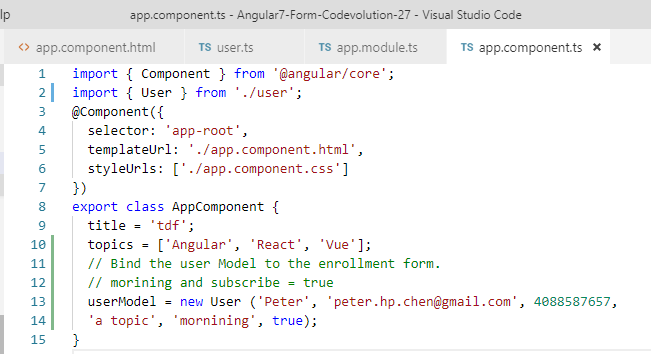 lp app.component.ts - Angular7-Form-Codevolution-27 - Visual Studio Code
<> app.component.html TS user.ts TS app.module.ts TS app.component.ts ×
1 import { Component } from '@angular/core';
2 import { User } from './user';
3 @Component({
4 selector: 'app-root',
5 templateUrl: './app.component.html',
6 styleUrls: ['./app.component.css']
7 })
8 export class AppComponent {
9 title = 'tdf';
10 topics = ['Angular', 'React', 'Vue'];
11 // Bind the user Model to the enrollment form.
12 // morining and subscribe = true
13 userModel = new User ('Peter', 'peter.hp.chen@gmail.com', 4088587657,
14 'a topic', 'mornining', true);
15 }